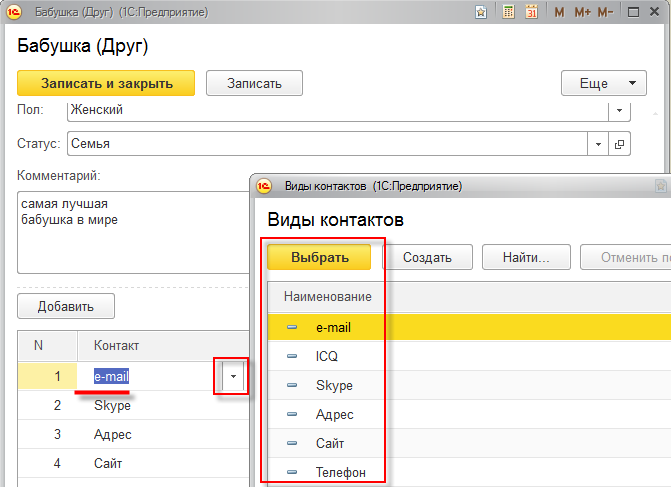 Бабушка (Друг) (1С:Предприятие)
M M+ M-
Бабушка (Друг)
Записать и закрыть
Записать
Еще
Пол: Женский
Статус: Семья
Комментарий:
самая лучшая
бабушка в мире
Добавить
N Контакт
1 e-mail
2 Skype
3 Адрес
4 Сайт
Виды контактов (1С:Предприятие)
Виды контактов
Выбрать
Создать
Найти...
Отменить по
Наименование
e-mail
ICQ
Skype
Адрес
Сайт
Телефон